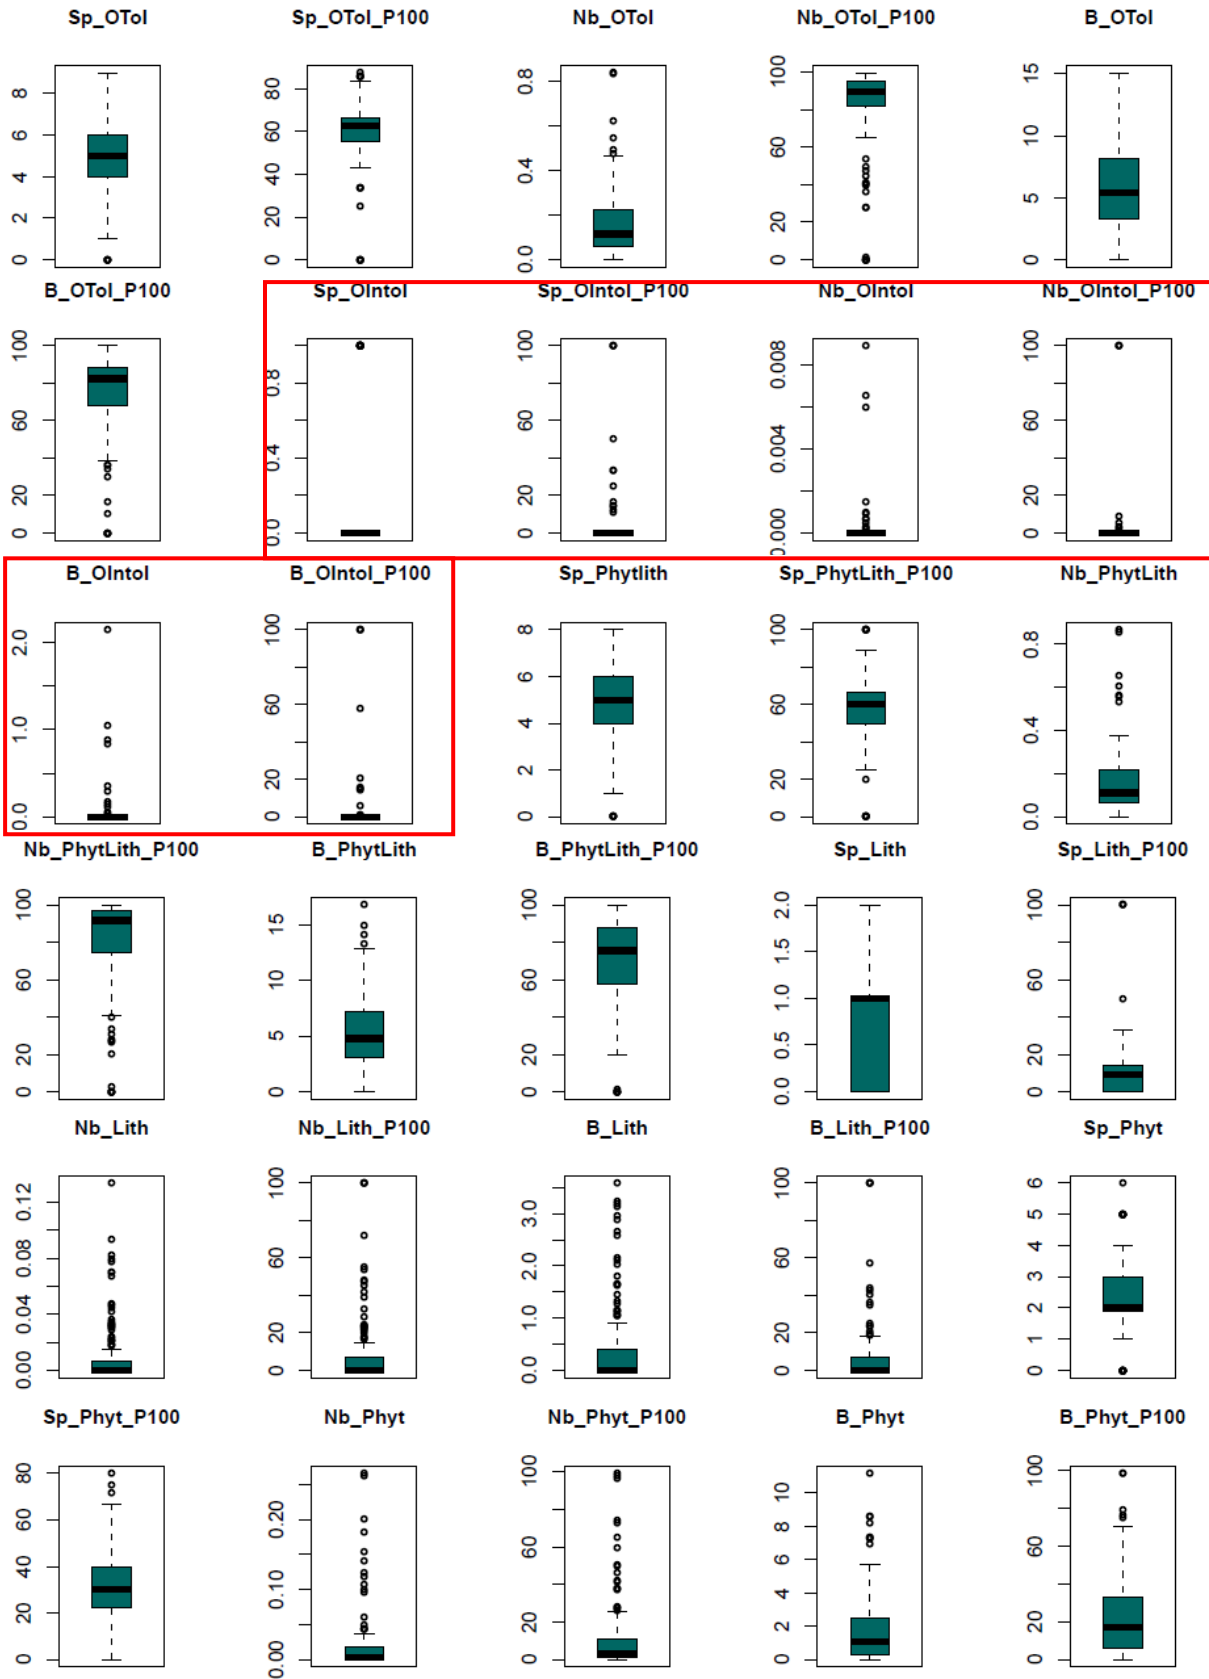 Sp_OTol Sp_OTol_P100 Nb_OTol Nb_OTol_P100 B_OTol
0 2 4 6 8
0 20 40 60 80
0.0 0.4 0.8
0 20 60 100
0 5 10 15
B_OTol_P100 Sp_OIntol Sp_OIntol_P100 Nb_OIntol Nb_OIntol_P100
0 20 60 100
0.0 0.4 0.8
0 20 60 100
0.000 0.004 0.008
0 20 60 100
B_OIntol B_OIntol_P100 Sp_Phytlith Sp_PhytLith_P100 Nb_PhytLith
0.0 1.0 2.0
0 20 60 100
0 2 4 6 8
0 20 60 100
0.0 0.4 0.8
Nb_PhytLith_P100 B_PhytLith B_PhytLith_P100 Sp_Lith Sp_Lith_P100
0 20 60 100
0 5 10 15
0 20 60 100
0.0 0.5 1.0 1.5 2.0
0 20 60 100
Nb_Lith Nb_Lith_P100 B_Lith B_Lith_P100 Sp_Phyt
0.00 0.04 0.08 0.12
0 20 60 100
0.0 1.0 2.0 3.0
0 20 60 100
0 1 2 3 4 5 6
Sp_Phyt_P100 Nb_Phyt Nb_Phyt_P100 B_Phyt B_Phyt_P100
0 20 40 60 80
0.00 0.10 0.20
0 20 60 100
0 2 4 6 8 10
0 20 60 100